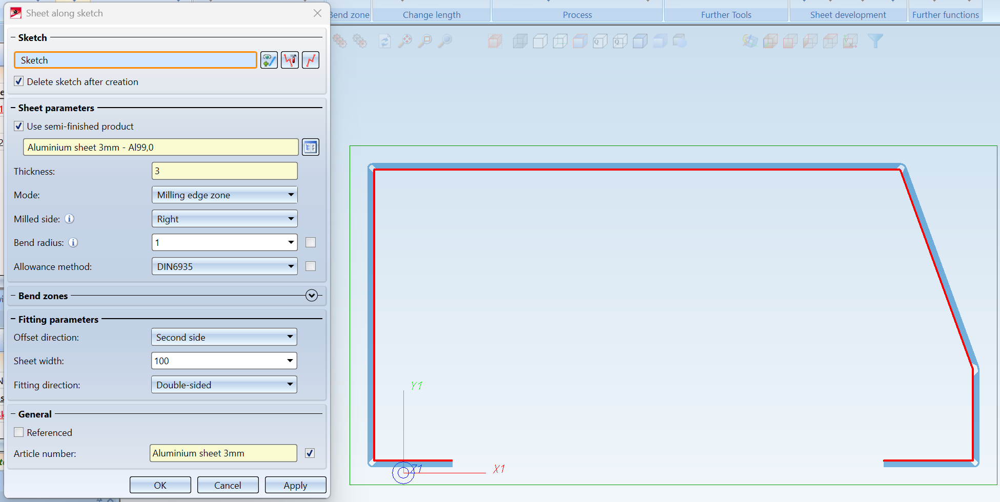 Sheet along sketch
Bend zone
Change length
Process
Further Tools
Sheet development
Further functions
Sketch
Sketch
Delete sketch after creation
Sheet parameters
Use semi-finished product
Aluminium sheet 3mm - Al99,0
Thickness:
3
Mode:
Milling edge zone
Milled side:
Right
Bend radius:
1
Allowance method:
DIN6935
Bend zones
Fitting parameters
Offset direction:
Second side
Sheet width:
100
Fitting direction:
Double-sided
General
Referenced
Article number:
Aluminium sheet 3mm
OK
Cancel
Apply
Y1
Z1
X1